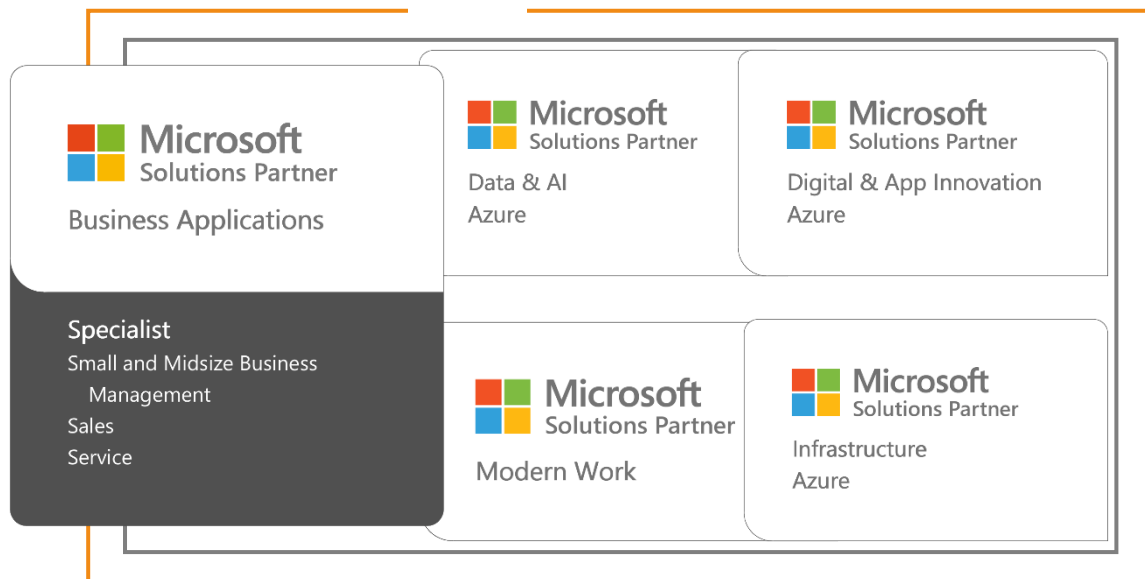 Microsoft
Solutions Partner
Business Applications
Specialist
Small and Midsize Business
Management
Sales
Service
Microsoft
Solutions Partner
Data & AI
Azure
Microsoft
Solutions Partner
Digital & App Innovation
Azure
Microsoft
Solutions Partner
Modern Work
Microsoft
Solutions Partner
Infrastructure
Azure